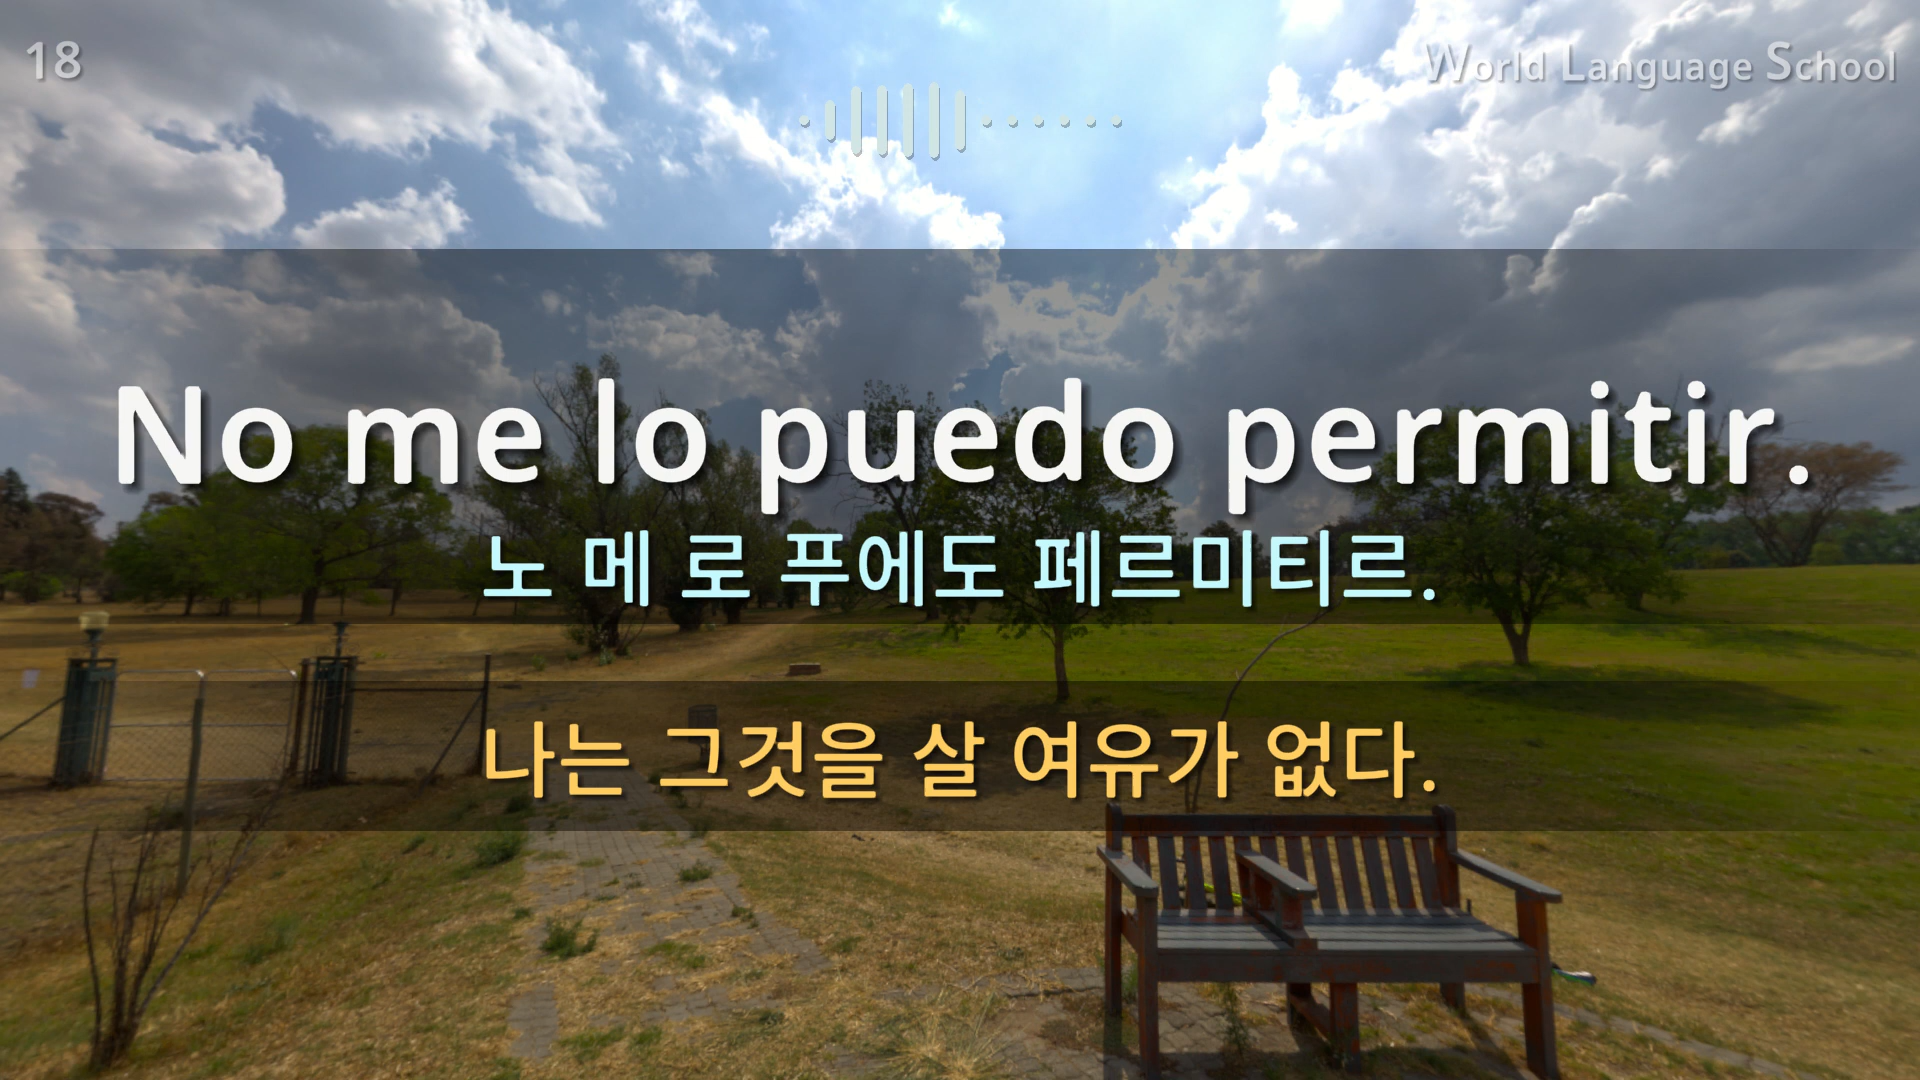 18
World Language School
No me lo puedo permitir.
노 메 로 푸에도 페르미티르.
나는 그것을 살 여유가 없다.